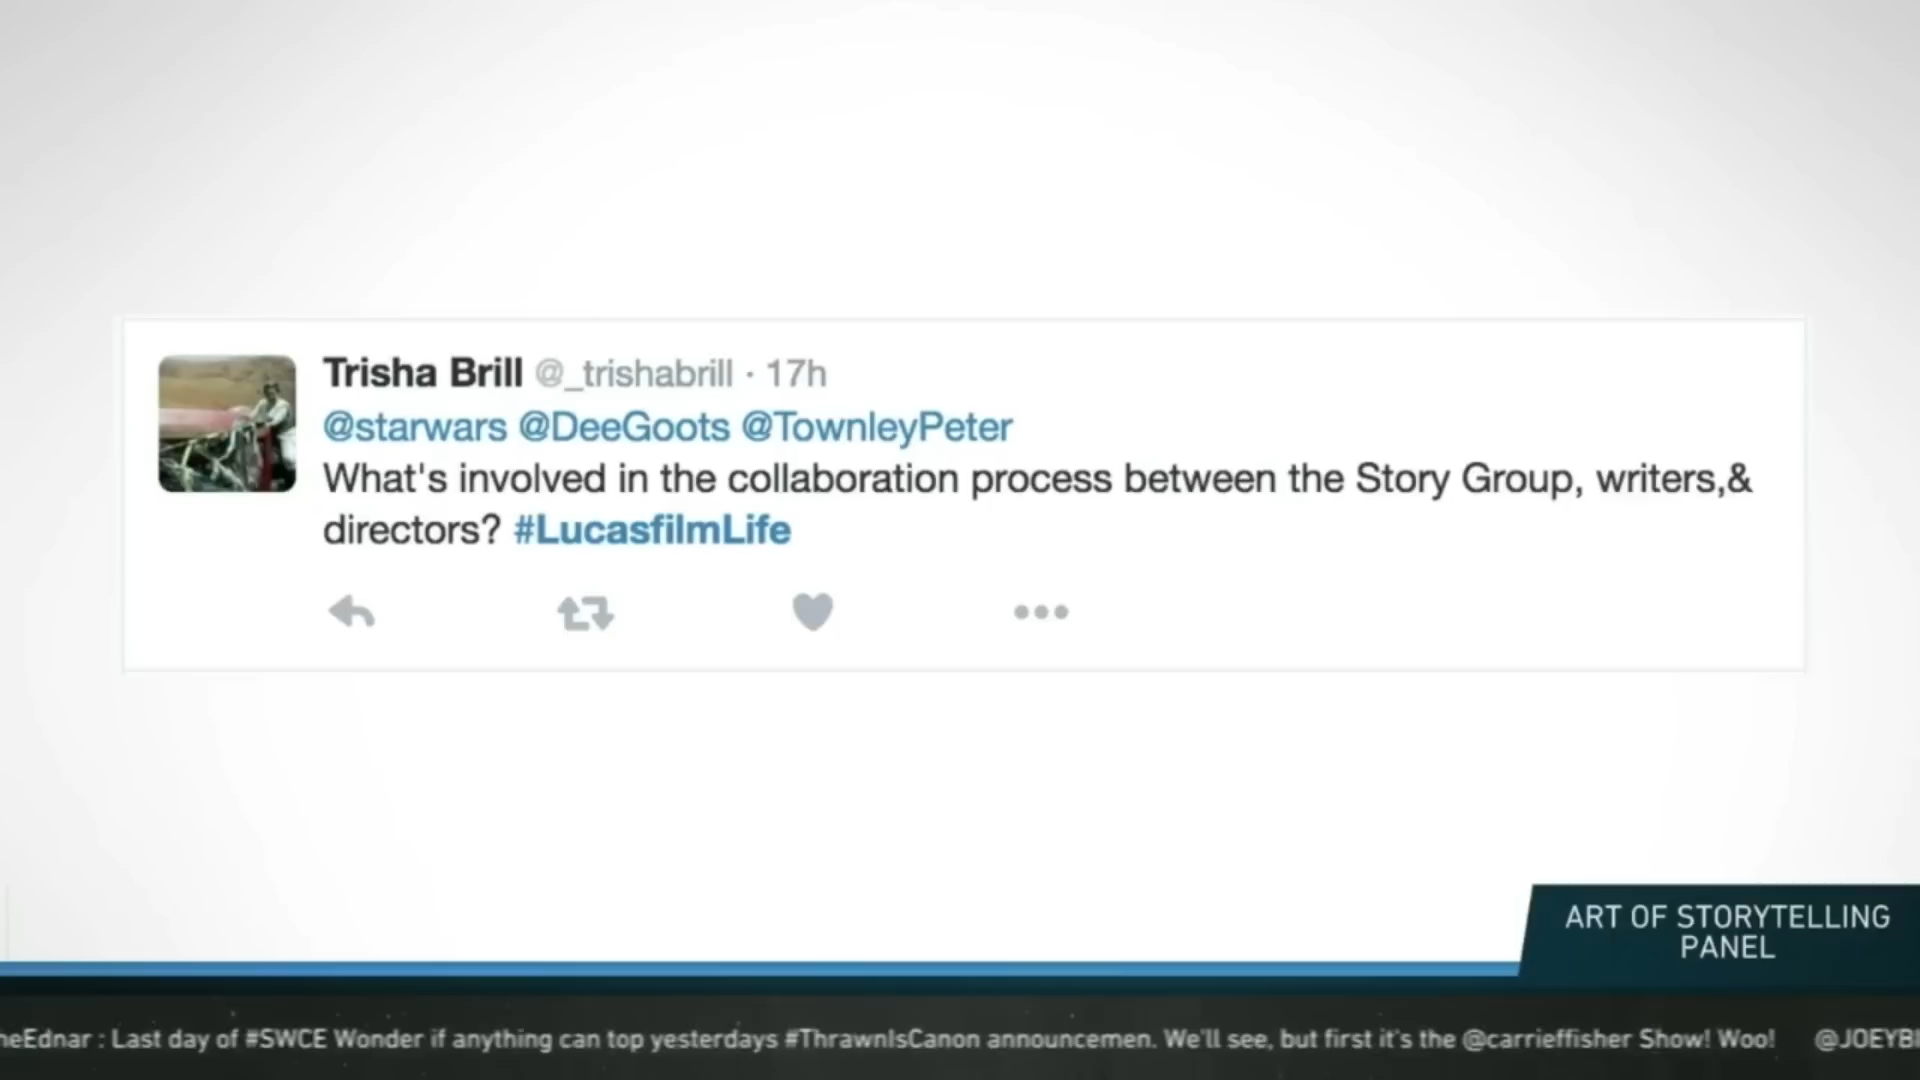 Trisha Brill @_trishabrill · 17h
@starwars @DeeGoots @TownleyPeter
What's involved in the collaboration process between the Story Group, writers,&
directors? #LucasfilmLife
ART OF STORYTELLING
PANEL
heEdnar : Last day of #SWCE Wonder if anything can top yesterdays #ThrawnIsCanon announcemen. We'll see, but first it's the @carrieffisher Show! Woo! @JOEYB